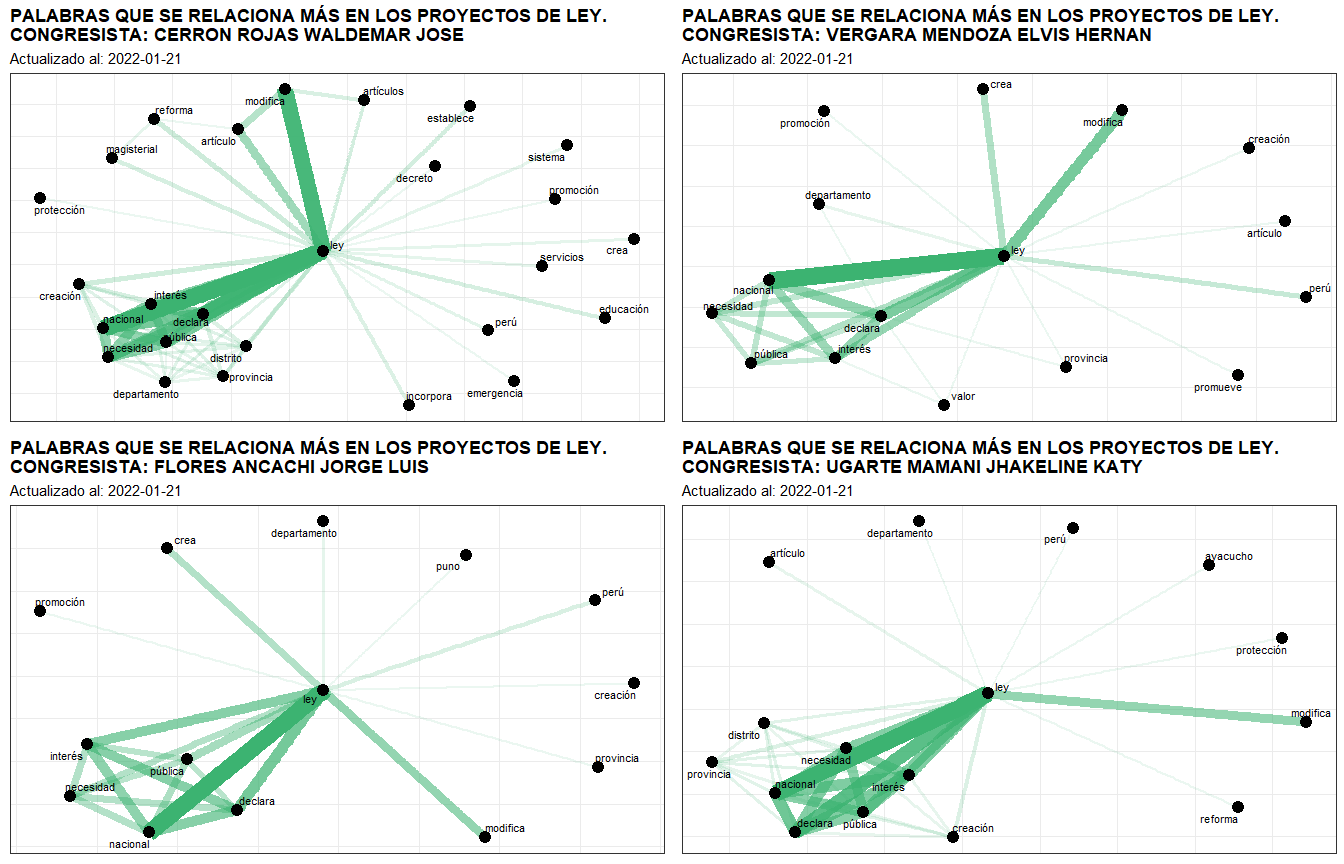 PALABRAS QUE SE RELACIONA MÁS EN LOS PROYECTOS DE LEY.
CONGRESISTA: CERRON ROJAS WALDEMAR JOSE
Actualizado al: 2022-01-21
modifica
artículos
reforma
establece
artículo
magisterial
sistema
decreto
promoción
protección
ley
crea
servicios
creación
interés
educación
nacional
declara
perú
pública
necesidad
distrito
provincia
departamento
emergencia
incorpora
PALABRAS QUE SE RELACIONA MÁS EN LOS PROYECTOS DE LEY.
CONGRESISTA: VERGARA MENDOZA ELVIS HERNAN
Actualizado al: 2022-01-21
crea
promoción
modifica
creación
departamento
artículo
ley
nacional
perú
necesidad
declara
interés
pública
provincia
promueve
valor
PALABRAS QUE SE RELACIONA MÁS EN LOS PROYECTOS DE LEY.
CONGRESISTA: FLORES ANCACHI JORGE LUIS
Actualizado al: 2022-01-21
departamento
crea
puno
perú
promoción
creación
ley
interés
provincia
pública
necesidad
declara
modifica
nacional
PALABRAS QUE SE RELACIONA MÁS EN LOS PROYECTOS DE LEY.
CONGRESISTA: UGARTE MAMANI JHAKELINE KATY
Actualizado al: 2022-01-21
departamento
perú
artículo
ayacucho
protección
ley
modifica
distrito
necesidad
provincia
nacional
interés
reforma
declara
pública
creación